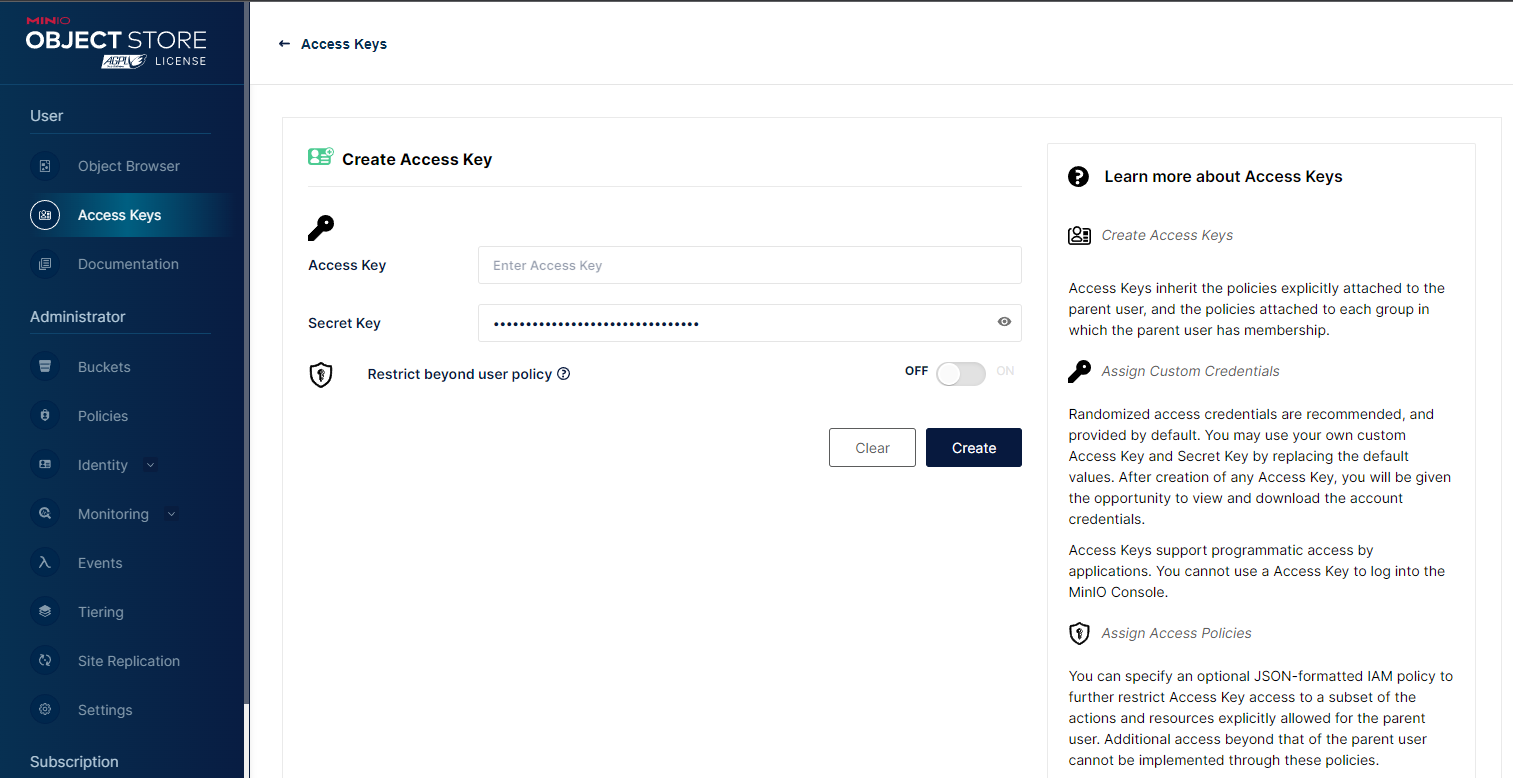 MINIO
OBJECT STORE
AGPLv3 LICENSE
User
Object Browser
Access Keys
Documentation
Administrator
Buckets
Policies
Identity
Monitoring
Events
Tiering
Site Replication
Settings
Subscription
← Access Keys
Create Access Key
Access Key
Enter Access Key
Secret Key
••••••••••••••••••••••••••••••••
Restrict beyond user policy
OFF ON
Clear Create
Learn more about Access Keys
Create Access Keys
Access Keys inherit the policies explicitly attached to the
parent user, and the policies attached to each group in
which the parent user has membership.
Assign Custom Credentials
Randomized access credentials are recommended, and
provided by default. You may use your own custom
Access Key and Secret Key by replacing the default
values. After creation of any Access Key, you will be given
the opportunity to view and download the account
credentials.
Access Keys support programmatic access by
applications. You cannot use a Access Key to log into the
MinIO Console.
Assign Access Policies
You can specify an optional JSON-formatted IAM policy to
further restrict Access Key access to a subset of the
actions and resources explicitly allowed for the parent
user. Additional access beyond that of the parent user
cannot be implemented through these policies.